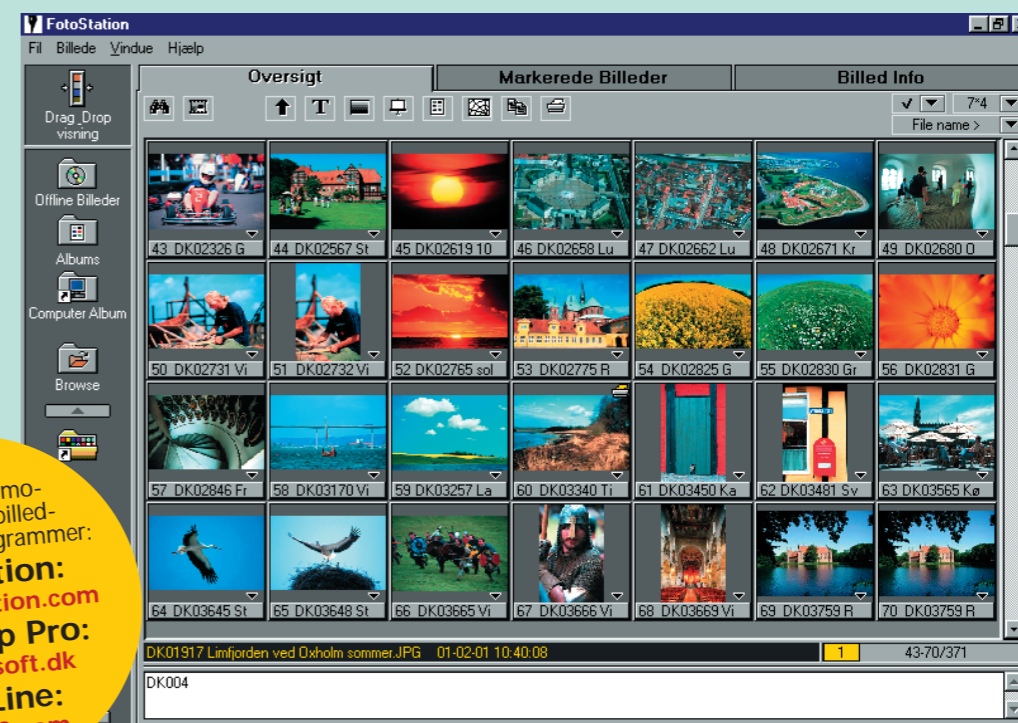 FotoStation
Fil Billede Vindue Hjælp
Oversigt
Markerede Billeder
Billed Info
7*4
File name >
Drag_Drop
visning
Offline Billeder
Albums
Computer Album
Browse
43 DK02326 G
44 DK02567 St
45 DK02619 10
46 DK02658 Lu
47 DK02662 Lu
48 DK02671 Kr
49 DK02680 O
50 DK02731 Vi
51 DK02732 Vi
52 DK02765 sol
53 DK02775 R
54 DK02825 G
55 DK02830 Gr
56 DK02831 G
57 DK02846 Fr
58 DK03170 Vi
59 DK03257 La
60 DK03340 Ti
61 DK03450 Ka
62 DK03481 Sv
63 DK03565 Kø
64 DK03645 St
65 DK03648 St
66 DK03665 Vi
67 DK03666 Vi
68 DK03669 Vi
69 DK03759 R
70 DK03759 R
DK01917 Limfjorden ved Oxholm sommer.JPG 01-02-01 10:40:08
1
43-70/371
DK004
mo-
billed-
grammer:
tion:
tion.com
p Pro:
soft.dk
Line: